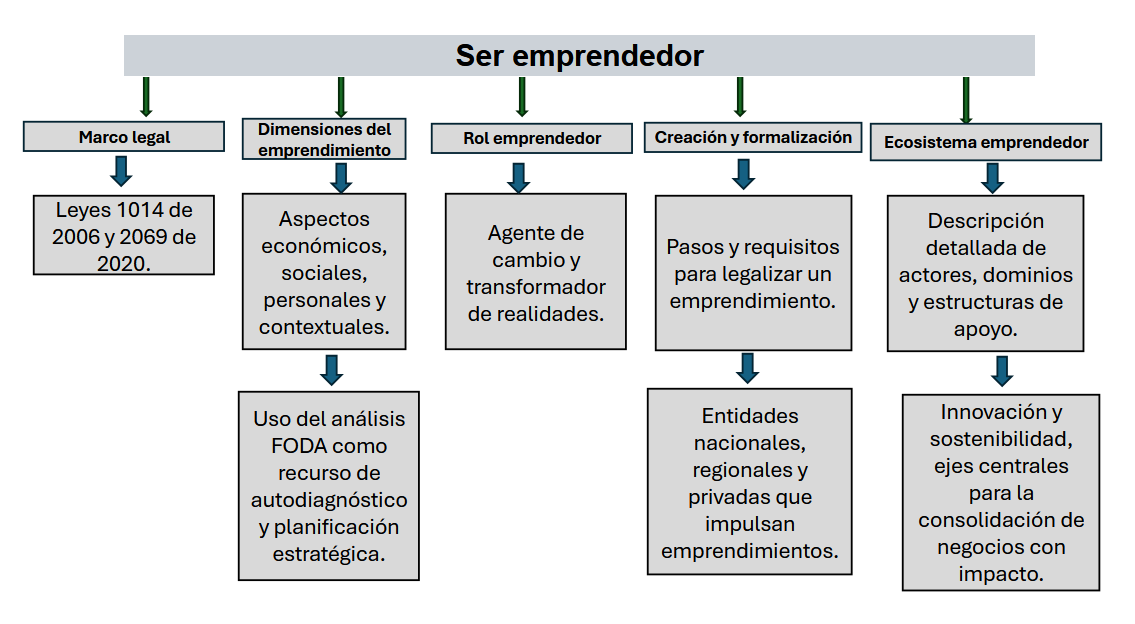 Ser emprendedor
Marco legal
Leyes 1014 de
2006 y 2069 de
2020.
Dimensiones del
emprendimiento
Aspectos
económicos,
sociales,
personales y
contextuales.
Uso del análisis
FODA como
recurso de
autodiagnóstico
y planificación
estratégica.
Rol emprendedor
Agente de
cambio y
transformador
de realidades.
Creación y formalización
Pasos y requisitos
para legalizar un
emprendimiento.
Entidades
nacionales,
regionales y
privadas que
impulsan
emprendimientos.
Ecosistema emprendedor
Descripción
detallada de
actores, dominios
y estructuras de
apoyo.
Innovación y
sostenibilidad,
ejes centrales
para la
consolidación de
negocios con
impacto.